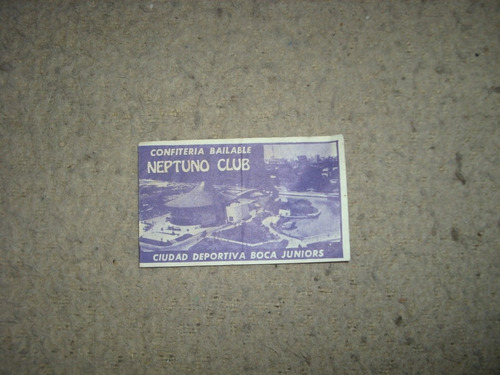 CONFITERIA BAILABLE
NEPTUNO CLUB
CIUDAD DEPORTIVA BOCA JUNIORS